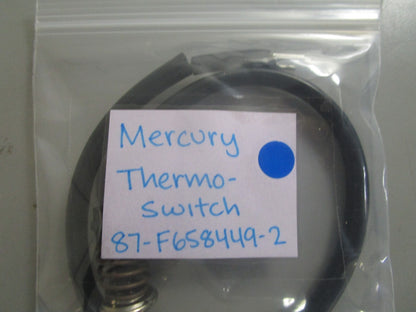 Mercury
Thermo-
switch
87-F658449-2